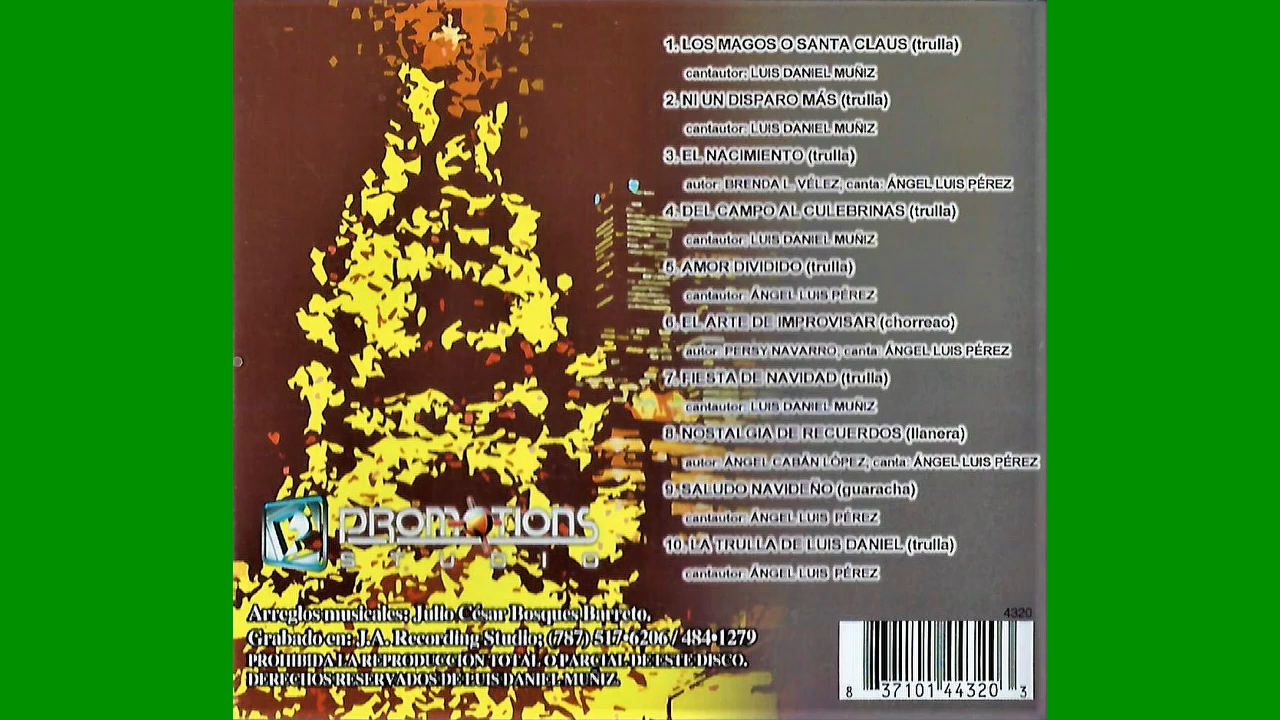 1. LOS MAGOS O SANTA CLAUS (trulla)
cantautor: LUIS DANIEL MUÑIZ
2. NI UN DISPARO MÁS (trulla)
cantautor: LUIS DANIEL MUÑIZ
3. EL NACIMIENTO (trulla)
autor: BRENDA L. VÉLEZ, canta: ÁNGEL LUIS PÉREZ
4. DEL CAMPO AL CULEBRINAS (trulla)
cantautor: LUIS DANIEL MUÑIZ
5. AMOR DIVIDIDO (trulla)
cantautor: ÁNGEL LUIS PÉREZ
6. EL ARTE DE IMPROVISAR (chorreao)
autor: PERSY NAVARRO, canta: ÁNGEL LUIS PÉREZ
7. FIESTA DE NAVIDAD (trulla)
cantautor: LUIS DANIEL MUÑIZ
8. NOSTALGIA DE RECUERDOS (llanera)
autor: ÁNGEL CABÁN LÓPEZ, canta: ÁNGEL LUIS PÉREZ
9. SALUDO NAVIDEÑO (guaracha)
cantautor: ÁNGEL LUIS PÉREZ
10. LA TRULLA DE LUIS DANIEL (trulla)
cantautor: ÁNGEL LUIS PÉREZ
PROMOTIONS
STUDIO
Arreglos musicales: Julio César Bosques Barreto.
Grabado en: J.A. Recording Studio; (787) 517•6206 / 484•1279
PROHIBIDA LA REPRODUCCION TOTAL O PARCIAL DE ESTE DISCO.
DERECHOS RESERVADOS DE LUIS DANIEL MUÑIZ.
4320
8 37101 44320 3